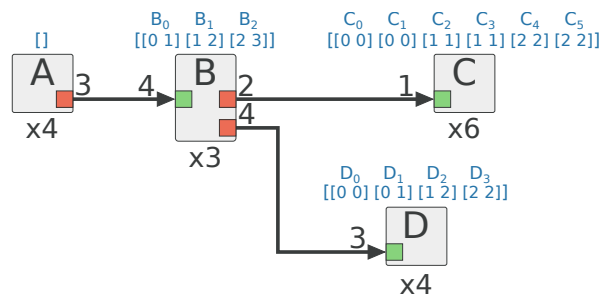 B₀ B₁ B₂
C₀ C₁ C₂ C₃ C₄ C₅
[]
[[0 1] [1 2] [2 3]]
[[0 0] [0 0] [1 1] [1 1] [2 2] [2 2]]
A
3
4
B
2
4
1
C
x4
x3
x6
D₀ D₁ D₂ D₃
[[0 0] [0 1] [1 2] [2 2]]
3
D
x4